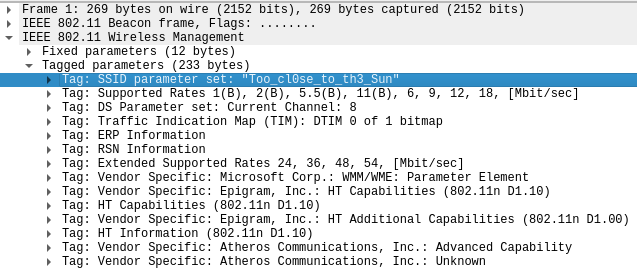 Frame 1: 269 bytes on wire (2152 bits), 269 bytes captured (2152 bits)
IEEE 802.11 Beacon frame, Flags: ........
IEEE 802.11 Wireless Management
Fixed parameters (12 bytes)
Tagged parameters (233 bytes)
Tag: SSID parameter set: "Too_cl0se_to_th3_Sun"
Tag: Supported Rates 1(B), 2(B), 5.5(B), 11(B), 6, 9, 12, 18, [Mbit/sec]
Tag: DS Parameter set: Current Channel: 8
Tag: Traffic Indication Map (TIM): DTIM 0 of 1 bitmap
Tag: ERP Information
Tag: RSN Information
Tag: Extended Supported Rates 24, 36, 48, 54, [Mbit/sec]
Tag: Vendor Specific: Microsoft Corp.: WMM/WME: Parameter Element
Tag: Vendor Specific: Epigram, Inc.: HT Capabilities (802.11n D1.10)
Tag: HT Capabilities (802.11n D1.10)
Tag: Vendor Specific: Epigram, Inc.: HT Additional Capabilities (802.11n D1.00)
Tag: HT Information (802.11n D1.10)
Tag: Vendor Specific: Atheros Communications, Inc.: Advanced Capability
Tag: Vendor Specific: Atheros Communications, Inc.: Unknown